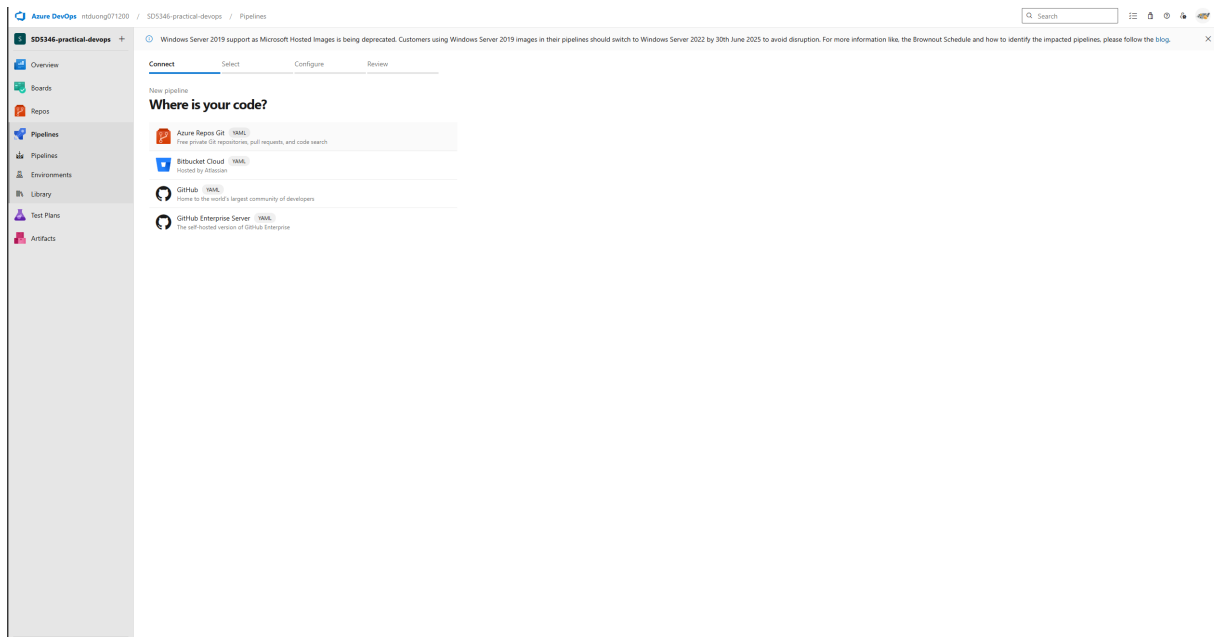 Azure DevOps ntduong071200 / SD5346-practical-devops / Pipelines
Search
S SD5346-practical-devops +
Windows Server 2019 support as Microsoft Hosted Images is being deprecated. Customers using Windows Server 2019 images in their pipelines should switch to Windows Server 2022 by 30th June 2025 to avoid disruption. For more information like, the Brownout Schedule and how to identify the impacted pipelines, please follow the blog.
Overview
Boards
Repos
Pipelines
Pipelines
Environments
Library
Test Plans
Artifacts
Connect Select Configure Review
New pipeline
Where is your code?
Azure Repos Git YAML
Free private Git repositories, pull requests, and code search
Bitbucket Cloud YAML
Hosted by Atlassian
GitHub YAML
Home to the world's largest community of developers
GitHub Enterprise Server YAML
The self-hosted version of GitHub Enterprise